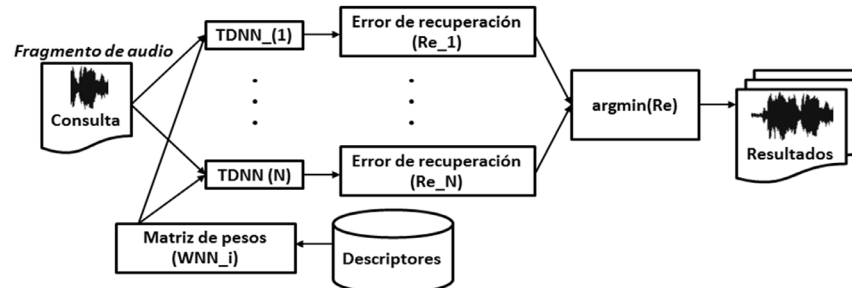 Fragmento de audio
Consulta
TDNN_(1)
Error de recuperación
(Re_1)
TDNN (N)
Error de recuperación
(Re_N)
argmin(Re)
Resultados
Matriz de pesos
(WNN_i)
Descriptores